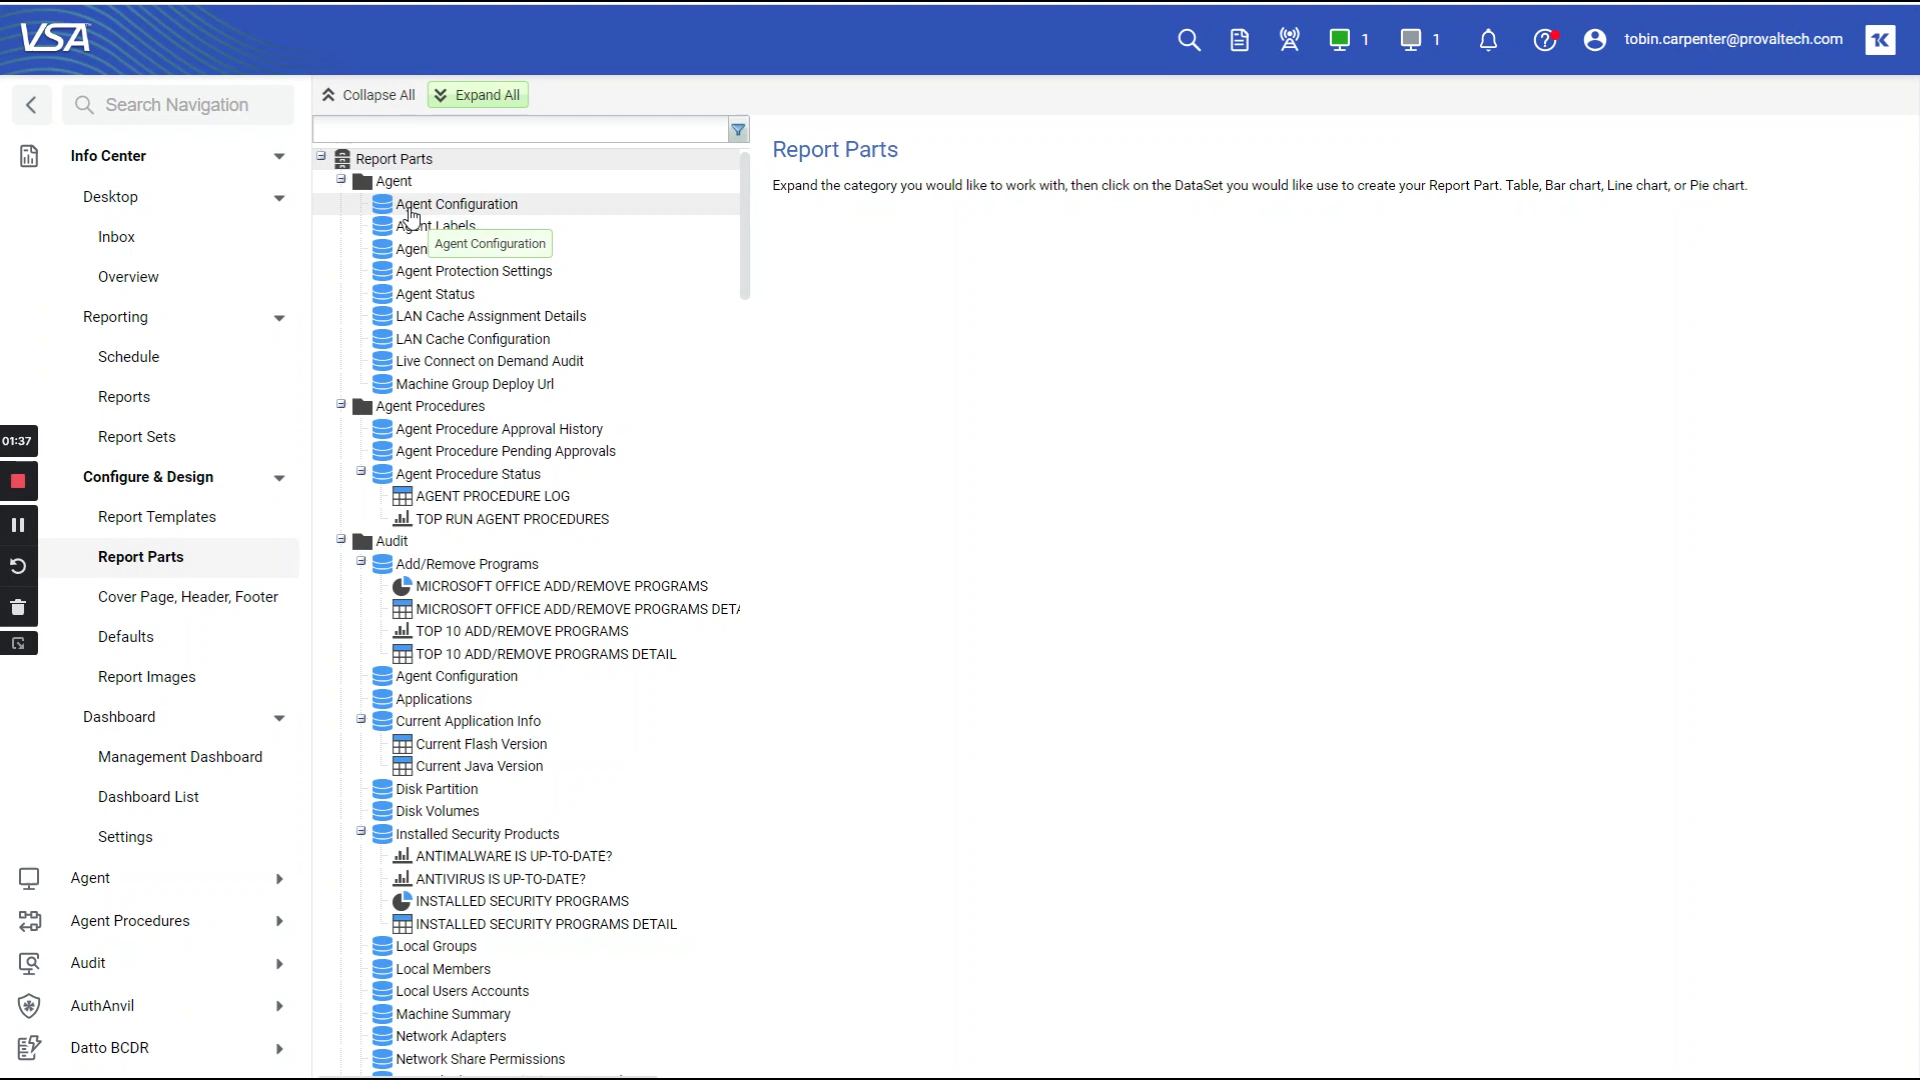 VSA
1
1
tobin.carpenter@provaltech.com
Search Navigation
Info Center
Desktop
Inbox
Overview
Reporting
Schedule
Reports
Report Sets
01:37
Configure & Design
Report Templates
Report Parts
Cover Page, Header, Footer
Defaults
Report Images
Dashboard
Management Dashboard
Dashboard List
Settings
Agent
Agent Procedures
Audit
AuthAnvil
Datto BCDR
Collapse All
Expand All
Report Parts
Agent
Agent Configuration
Agent Labels
Agent Configuration
Agen
Agent Protection Settings
Agent Status
LAN Cache Assignment Details
LAN Cache Configuration
Live Connect on Demand Audit
Machine Group Deploy Url
Agent Procedures
Agent Procedure Approval History
Agent Procedure Pending Approvals
Agent Procedure Status
AGENT PROCEDURE LOG
TOP RUN AGENT PROCEDURES
Audit
Add/Remove Programs
MICROSOFT OFFICE ADD/REMOVE PROGRAMS
MICROSOFT OFFICE ADD/REMOVE PROGRAMS DETA
TOP 10 ADD/REMOVE PROGRAMS
TOP 10 ADD/REMOVE PROGRAMS DETAIL
Agent Configuration
Applications
Current Application Info
Current Flash Version
Current Java Version
Disk Partition
Disk Volumes
Installed Security Products
ANTIMALWARE IS UP-TO-DATE?
ANTIVIRUS IS UP-TO-DATE?
INSTALLED SECURITY PROGRAMS
INSTALLED SECURITY PROGRAMS DETAIL
Local Groups
Local Members
Local Users Accounts
Machine Summary
Network Adapters
Network Share Permissions
Report Parts
Expand the category you would like to work with, then click on the DataSet you would like use to create your Report Part. Table, Bar chart, Line chart, or Pie chart.